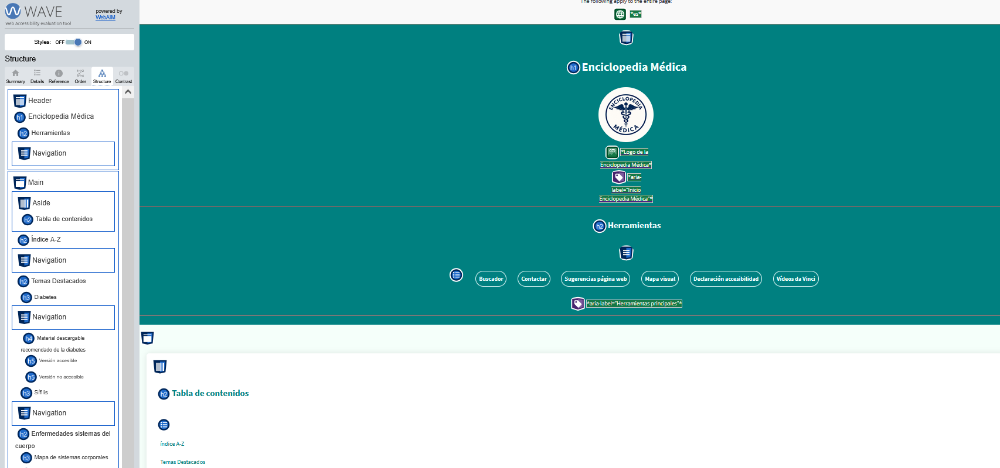 WAVE
web accessibility evaluation tool
powered by
WebAIM
Styles: OFF ON
Structure
Summary Details Reference Order Structure Contrast
Header
h1 Enciclopedia Médica
h2 Herramientas
Navigation
Main
Aside
h2 Tabla de contenidos
h2 Índice A-Z
Navigation
h2 Temas Destacados
h3 Diabetes
Navigation
h4 Material descargable
recomendado de la diabetes
h5 Versión accesible
h5 Versión no accesible
h3 Sífilis
Navigation
h2 Enfermedades sistemas del
cuerpo
h3 Mapa de sistemas corporales
The following apply to the entire page:
*es*
h1 Enciclopedia Médica
ENCICLOPEDIA
MÉDICA
*Logo de la
Enciclopedia Médica*
*aria-
label="Inicio
Enciclopedia Médica"*
h2 Herramientas
Buscador Contactar Sugerencias página web Mapa visual Declaración accesibilidad Vídeos da Vinci
*aria-label="Herramientas principales"*
h2 Tabla de contenidos
índice A-Z
Temas Destacados